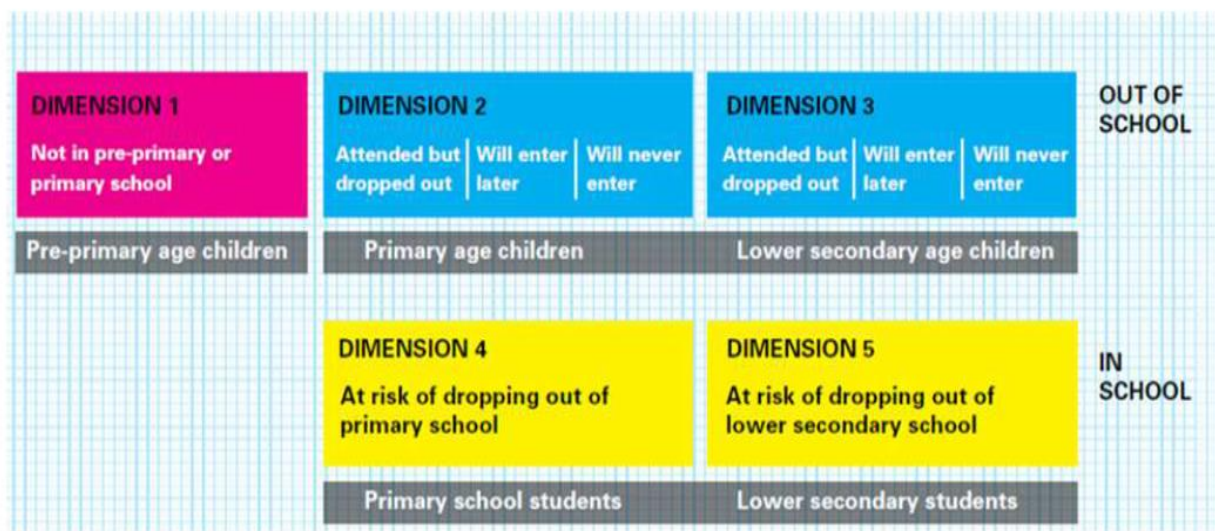 DIMENSION 1
Not in pre-primary or
primary school
DIMENSION 2
Attended but | Will enter | Will never
dropped out | later | enter
DIMENSION 3
Attended but | Will enter | Will never
dropped out | later | enter
OUT OF
SCHOOL
Pre-primary age children
Primary age children
Lower secondary age children
DIMENSION 4
At risk of dropping out of
primary school
DIMENSION 5
At risk of dropping out of
lower secondary school
IN
SCHOOL
Primary school students
Lower secondary students